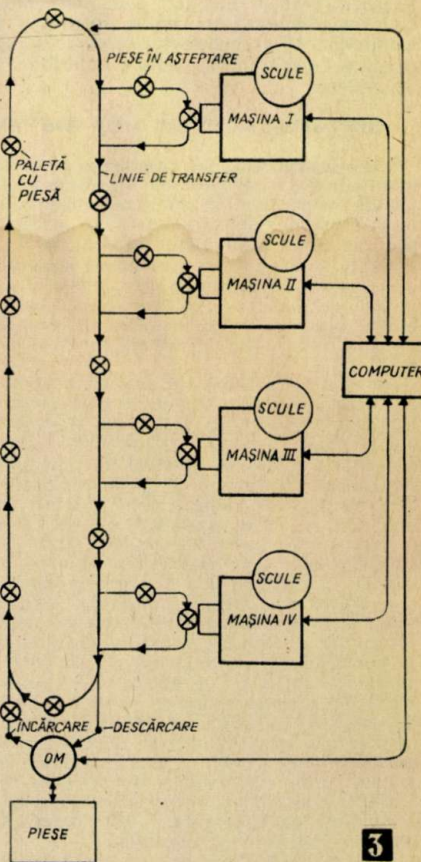 SCULE
PIESE ÎN AȘTEPTARE
MAȘINA I
PALETĂ
CU
PIESĂ
LINIE DE TRANSFER
SCULE
MAȘINA II
COMPUTER
SCULE
MAȘINA III
SCULE
MAȘINA IV
ÎNCĂRCARE
DESCĂRCARE
OM
PIESE
3